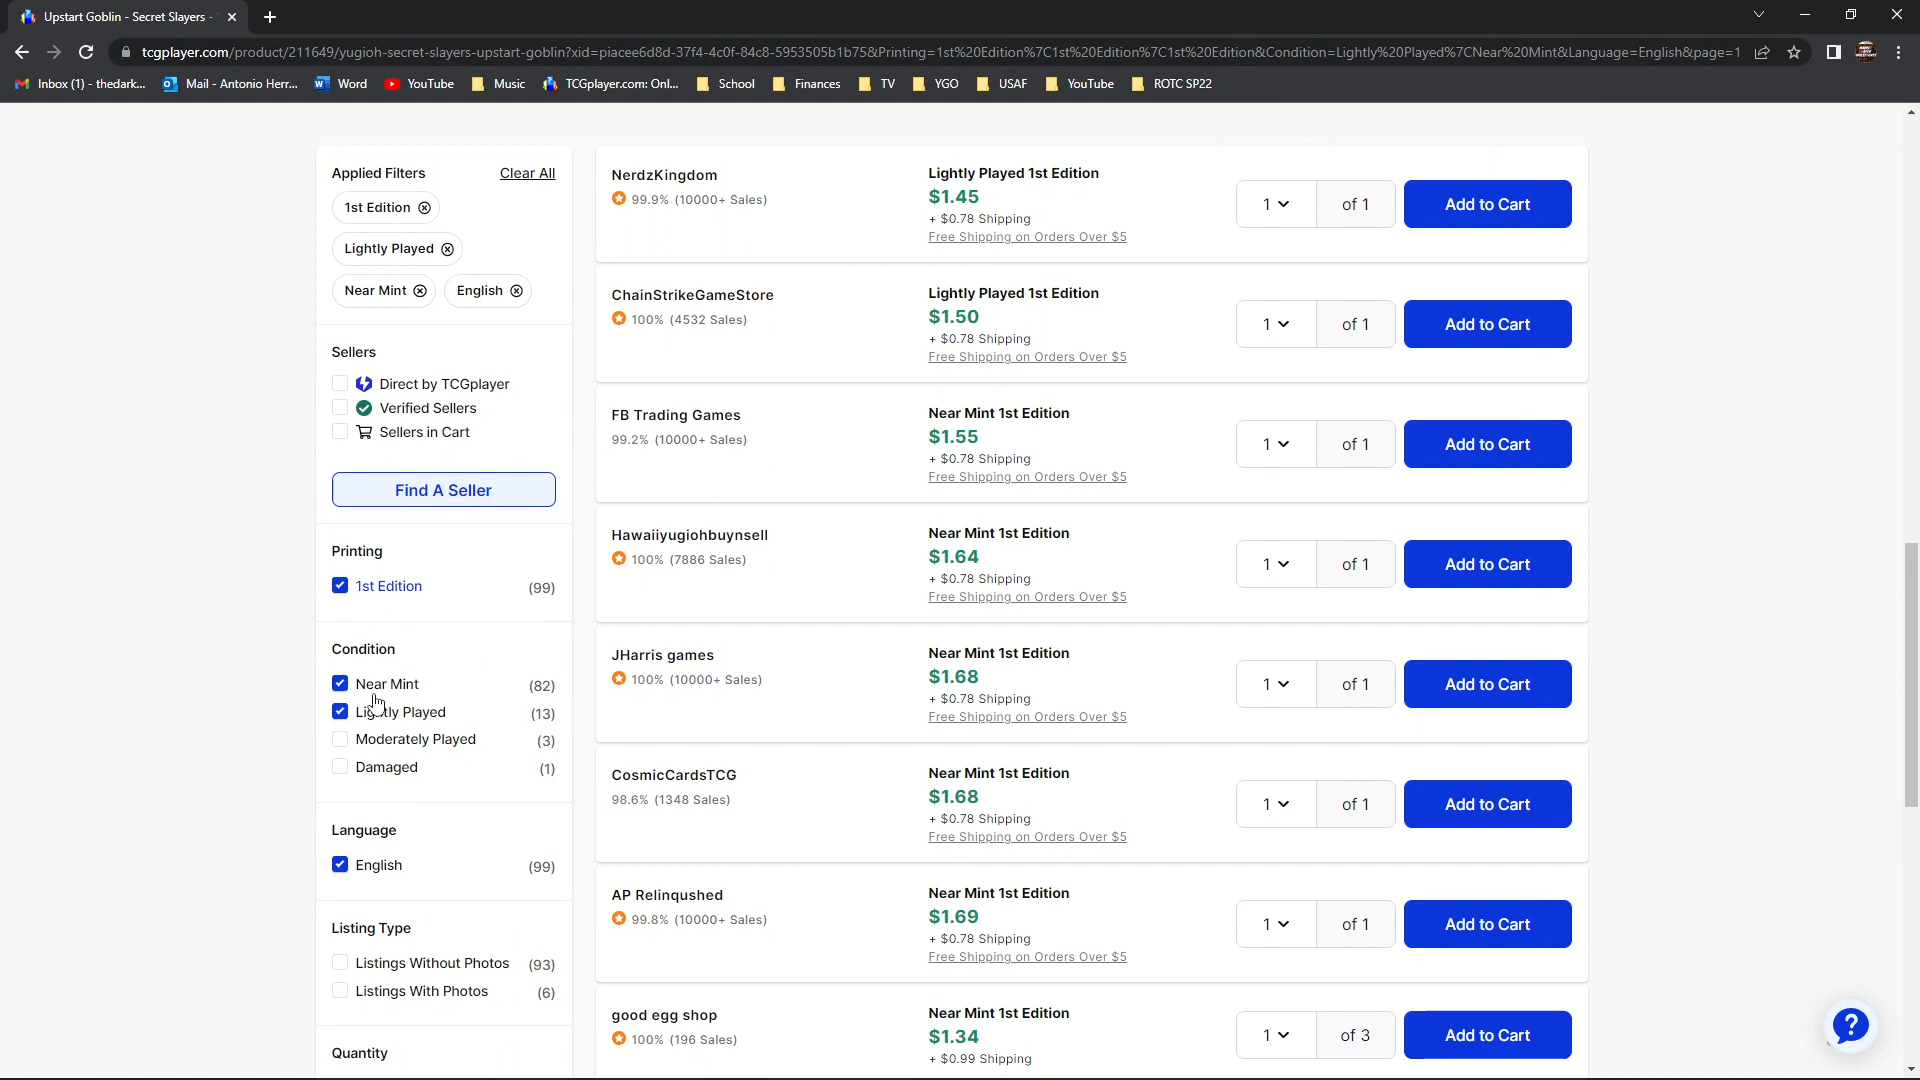 Upstart Goblin - Secret Slayers -
tcgplayer.com/product/211649/yugioh-secret-slayers-upstart-goblin?xid=piacee6d8d-37f4-4c0f-84c8-5953505b1b75&Printing=1st%20Edition%7C1st%20Edition%7C1st%20Edition&Condition=Lightly%20Played%7CNear%20Mint&Language=English&page=1
Inbox (1) - thedark... Mail - Antonio Herr... Word YouTube Music TCGplayer.com: Onl... School Finances TV YGO USAF YouTube ROTC SP22
Applied Filters Clear All
1st Edition
Lightly Played
Near Mint English
Sellers
Direct by TCGplayer
Verified Sellers
Sellers in Cart
Find A Seller
Printing
1st Edition (99)
Condition
Near Mint (82)
Lightly Played (13)
Moderately Played (3)
Damaged (1)
Language
English (99)
Listing Type
Listings Without Photos (93)
Listings With Photos (6)
Quantity
NerdzKingdom
99.9% (10000+ Sales)
Lightly Played 1st Edition
$1.45
+ $0.78 Shipping
Free Shipping on Orders Over $5
1 of 1 Add to Cart
ChainStrikeGameStore
100% (4532 Sales)
Lightly Played 1st Edition
$1.50
+ $0.78 Shipping
Free Shipping on Orders Over $5
1 of 1 Add to Cart
FB Trading Games
99.2% (10000+ Sales)
Near Mint 1st Edition
$1.55
+ $0.78 Shipping
Free Shipping on Orders Over $5
1 of 1 Add to Cart
Hawaiiyugiohbuynsell
100% (7886 Sales)
Near Mint 1st Edition
$1.64
+ $0.78 Shipping
Free Shipping on Orders Over $5
1 of 1 Add to Cart
JHarris games
100% (10000+ Sales)
Near Mint 1st Edition
$1.68
+ $0.78 Shipping
Free Shipping on Orders Over $5
1 of 1 Add to Cart
CosmicCardsTCG
98.6% (1348 Sales)
Near Mint 1st Edition
$1.68
+ $0.78 Shipping
Free Shipping on Orders Over $5
1 of 1 Add to Cart
AP Relinqushed
99.8% (10000+ Sales)
Near Mint 1st Edition
$1.69
+ $0.78 Shipping
Free Shipping on Orders Over $5
1 of 1 Add to Cart
good egg shop
100% (196 Sales)
Near Mint 1st Edition
$1.34
+ $0.99 Shipping
1 of 3 Add to Cart
?